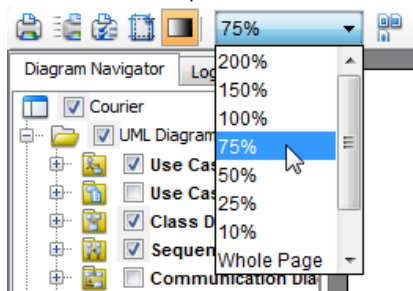 75%
Diagram Navigator Log
200%
150%
100%
75%
50%
25%
10%
Whole Page
Courier
UML Diagram
Use Cas
Use Cas
Class D
Sequen
Communication Dia